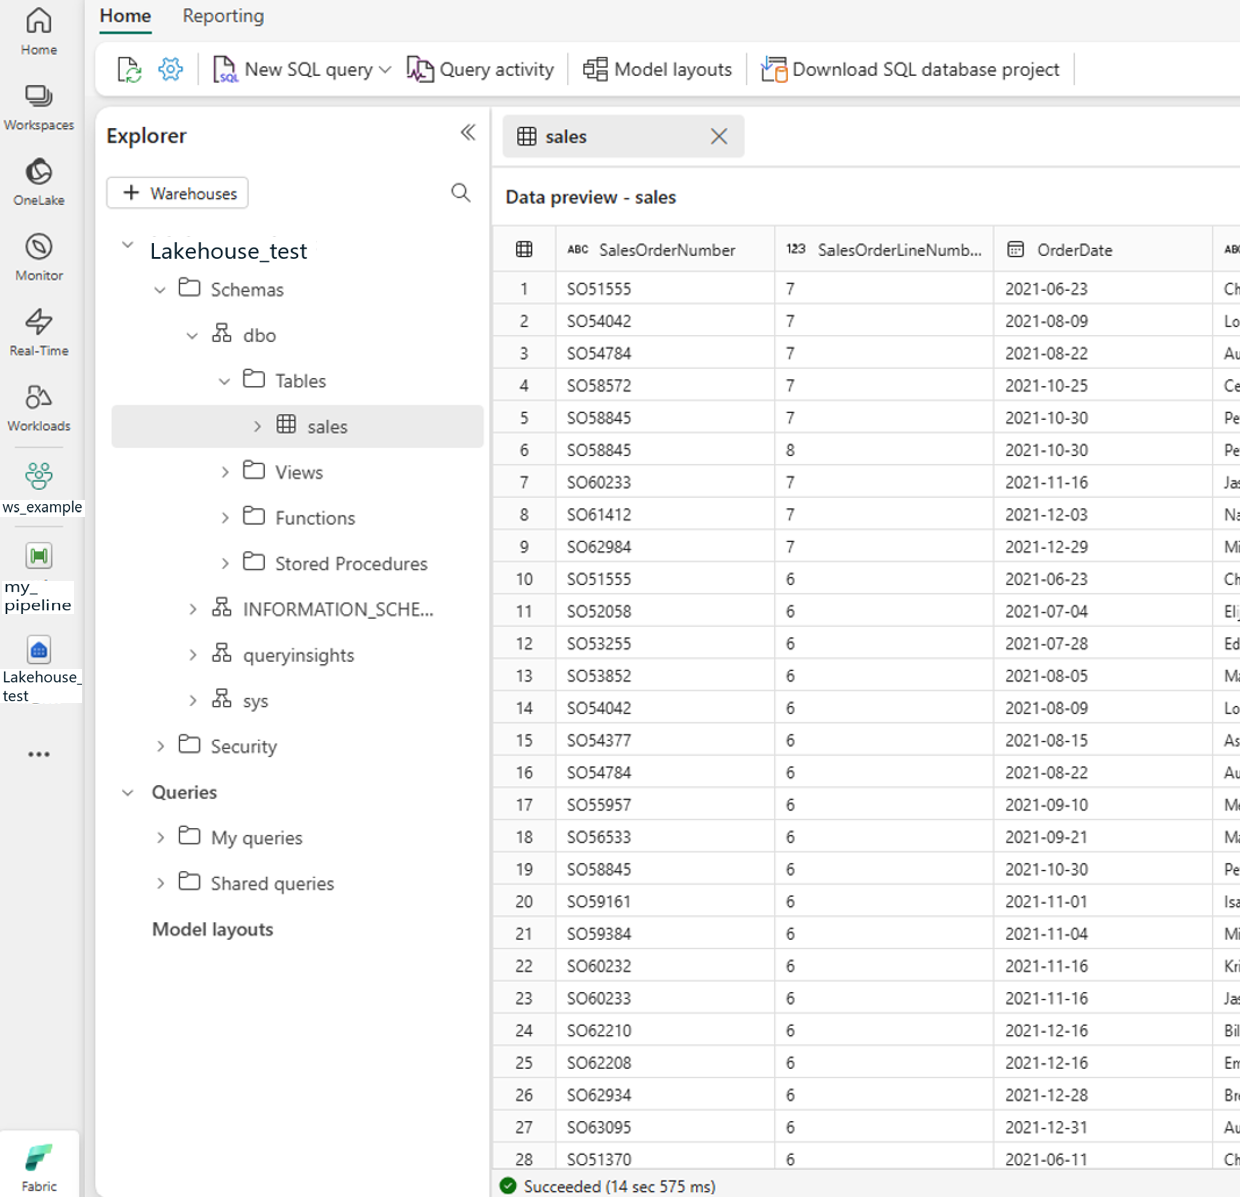 Home
Workspaces
OneLake
Monitor
Real-Time
Workloads
ws_example
my_
pipeline
Lakehouse_
test
Fabric
Home Reporting
New SQL query Query activity Model layouts Download SQL database project
Explorer
Warehouses
Lakehouse_test
Schemas
dbo
Tables
sales
Views
Functions
Stored Procedures
INFORMATION_SCHE...
queryinsights
sys
Security
Queries
My queries
Shared queries
Model layouts
sales
Data preview - sales
ABC SalesOrderNumber 123 SalesOrderLineNumb... OrderDate ABC
1 SO51555 7 2021-06-23 Ch
2 SO54042 7 2021-08-09 Lo
3 SO54784 7 2021-08-22 Au
4 SO58572 7 2021-10-25 Ce
5 SO58845 7 2021-10-30 Pe
6 SO58845 8 2021-10-30 Pe
7 SO60233 7 2021-11-16 Jas
8 SO61412 7 2021-12-03 Na
9 SO62984 7 2021-12-29 Mi
10 SO51555 6 2021-06-23 Ch
11 SO52058 6 2021-07-04 Eli
12 SO53255 6 2021-07-28 Ed
13 SO53852 6 2021-08-05 Ma
14 SO54042 6 2021-08-09 Lo
15 SO54377 6 2021-08-15 As
16 SO54784 6 2021-08-22 Au
17 SO55957 6 2021-09-10 Me
18 SO56533 6 2021-09-21 Ma
19 SO58845 6 2021-10-30 Pe
20 SO59161 6 2021-11-01 Isa
21 SO59384 6 2021-11-04 Mi
22 SO60232 6 2021-11-16 Kri
23 SO60233 6 2021-11-16 Jas
24 SO62210 6 2021-12-16 Bil
25 SO62208 6 2021-12-16 Em
26 SO62934 6 2021-12-28 Br
27 SO63095 6 2021-12-31 Au
28 SO51370 6 2021-06-11 Ch
Succeeded (14 sec 575 ms)